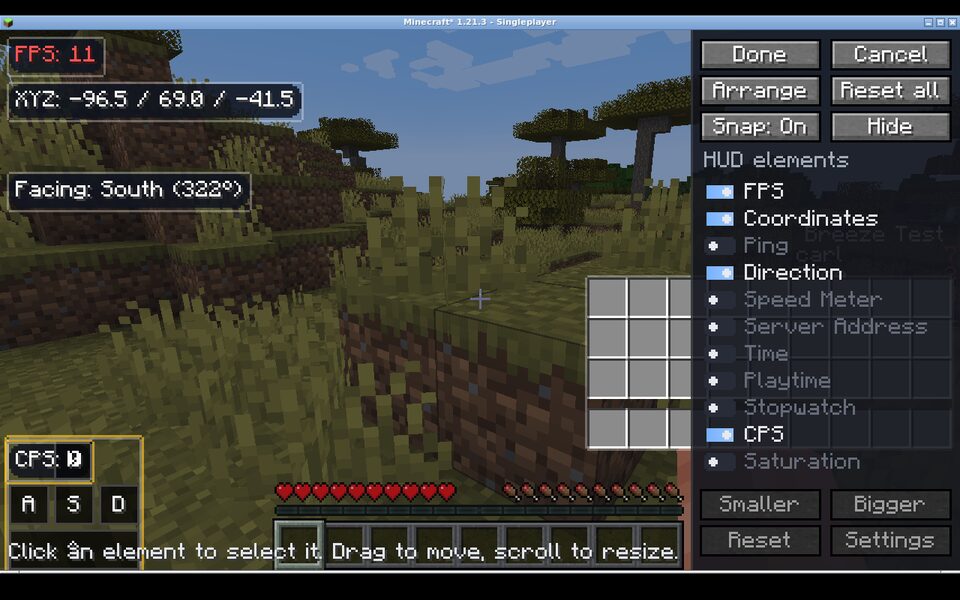 Minecraft* 1.21.3 - Singleplayer
FPS: 11
XYZ: -96.5 / 69.0 / -41.5
Facing: South (322°)
Done
Cancel
Arrange
Reset all
Snap: On
Hide
HUD elements
FPS
Coordinates
Ping
Direction
Speed Meter
Server Address
Time
Playtime
Stopwatch
CPS
Saturation
Breeze Test
carl
Smaller
Bigger
Reset
Settings
CPS: 0
A
S
D
Click an element to select it. Drag to move, scroll to resize.